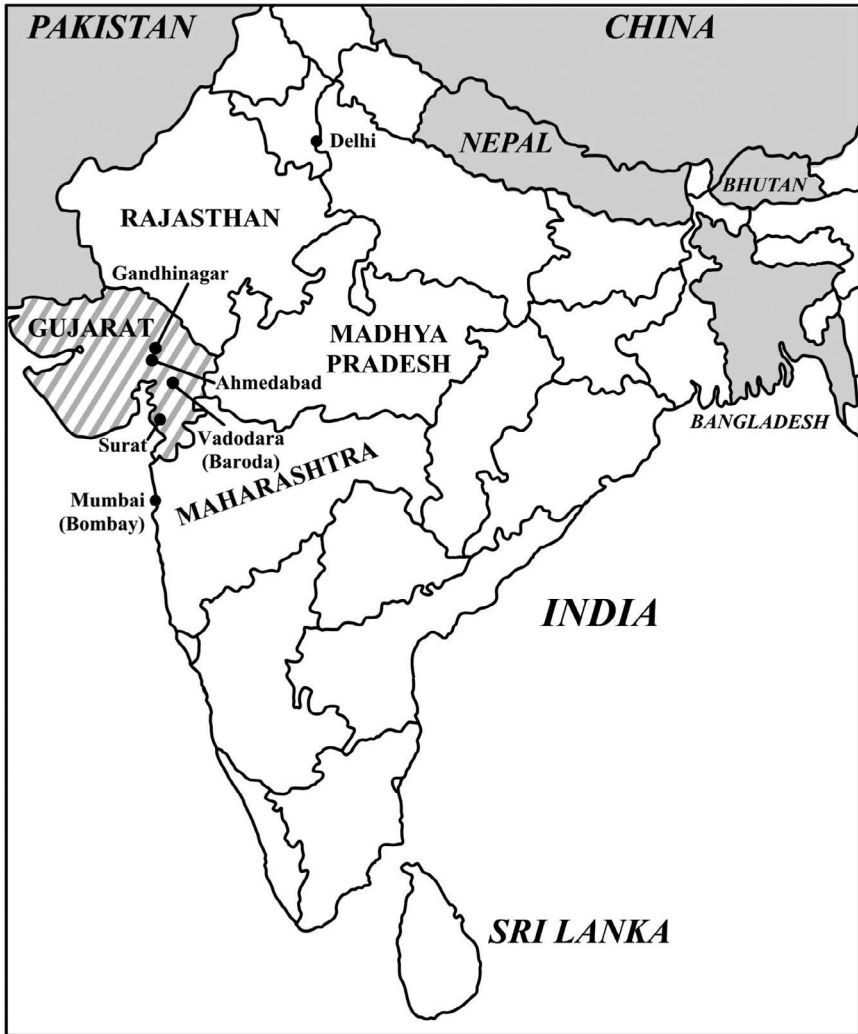 PAKISTAN
CHINA
Delhi
NEPAL
BHUTAN
RAJASTHAN
Gandhinagar
GUJARAT
MADHYA
PRADESH
Ahmedabad
BANGLADESH
Surat
Vadodara
(Baroda)
MAHARASHTRA
Mumbai
(Bombay)
INDIA
SRI LANKA